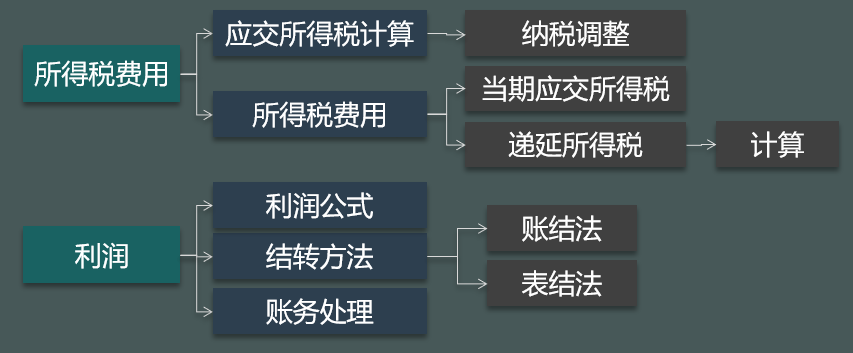 所得税费用
应交所得税计算
纳税调整
所得税费用
当期应交所得税
递延所得税
计算
利润
利润公式
结转方法
账结法
表结法
账务处理